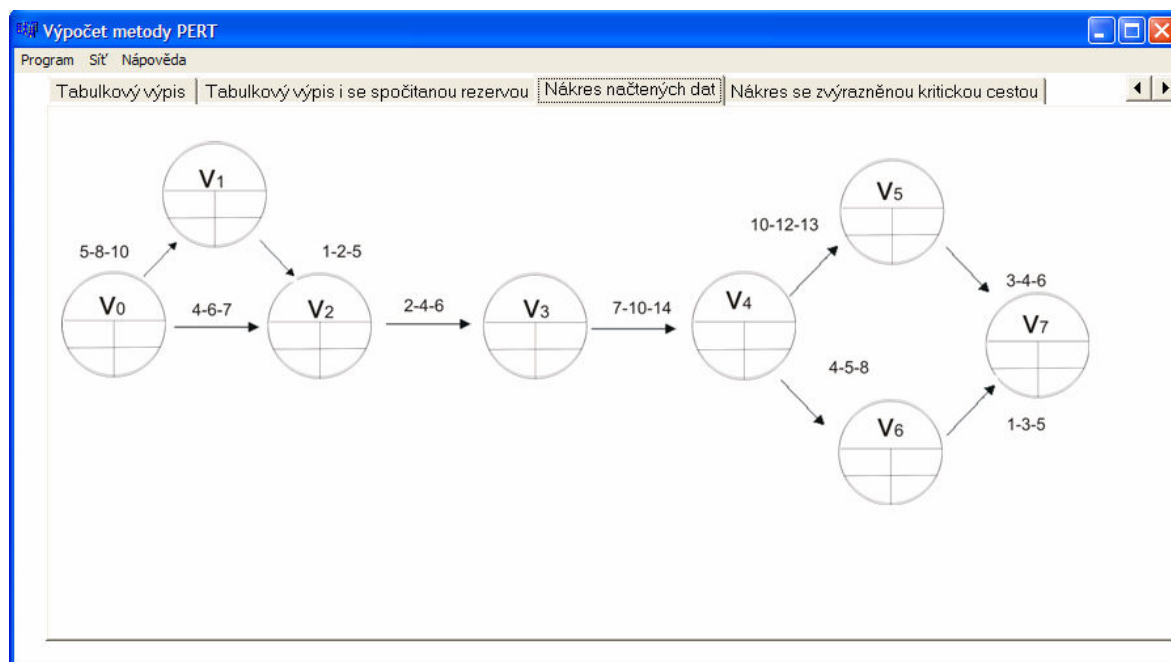 Výpočet metody PERT
Program Síť Nápověda
Tabulkový výpis Tabulkový výpis i se spočitanou rezervou Nákres načtených dat Nákres se zvýrazněnou kritickou cestou
V1
V5
10-12-13
5-8-10
1-2-5
3-4-6
V0
4-6-7
V2
2-4-6
V3
7-10-14
V4
V7
4-5-8
V6
1-3-5